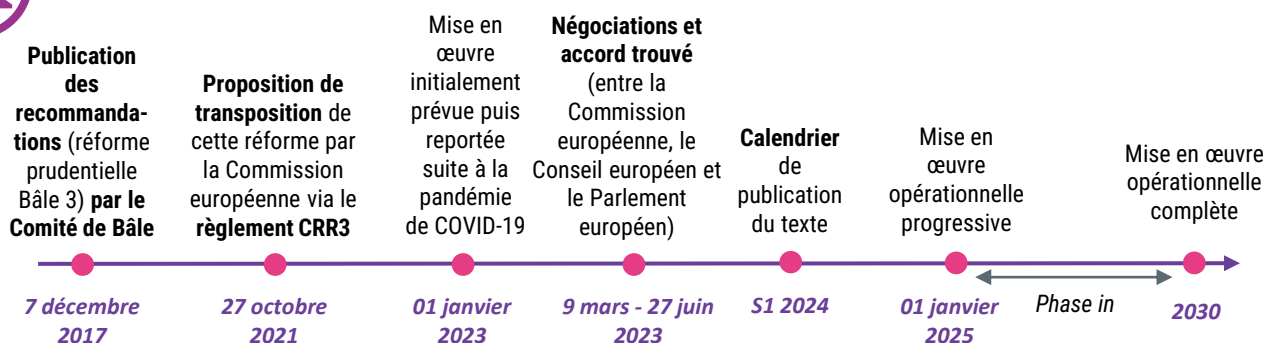 Publication
des
recommanda-
tions (réforme
prudentielle
Bâle 3) par le
Comité de Bâle
Proposition de
transposition de
cette réforme par
la Commission
européenne via le
règlement CRR3
Mise en
œuvre
initialement
prévue puis
reportée
suite à la
pandémie
de COVID-19
Négociations et
accord trouvé
(entre la
Commission
européenne, le
Conseil européen et
le Parlement
européen)
Calendrier
de
publication
du texte
Mise en
œuvre
opérationnelle
progressive
Mise en œuvre
opérationnelle
complète
7 décembre
2017
27 octobre
2021
01 janvier
2023
9 mars - 27 juin
2023
S1 2024
01 janvier
2025
Phase in
2030